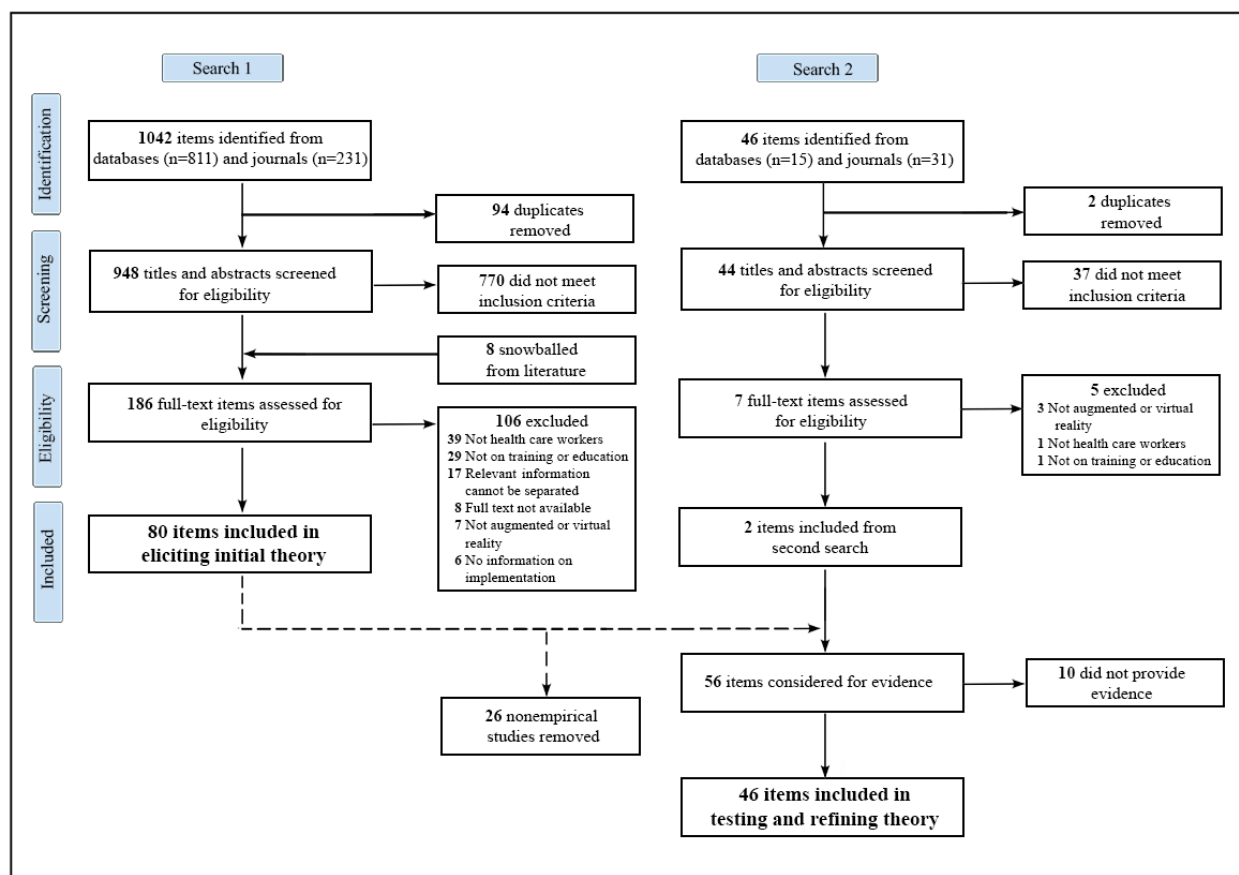 Search 1
Search 2
Identification
1042 items identified from
databases (n=811) and journals (n=231)
46 items identified from
databases (n=15) and journals (n=31)
94 duplicates
removed
2 duplicates
removed
Screening
948 titles and abstracts screened
for eligibility
770 did not meet
inclusion criteria
44 titles and abstracts screened
for eligibility
37 did not meet
inclusion criteria
8 snowballed
from literature
Eligibility
186 full-text items assessed for
eligibility
106 excluded
39 Not health care workers
29 Not on training or education
17 Relevant information
cannot be separated
8 Full text not available
7 Not augmented or virtual
reality
6 No information on
implementation
7 full-text items assessed for
eligibility
5 excluded
3 Not augmented or virtual
reality
1 Not health care workers
1 Not on training or education
Included
80 items included in
eliciting initial theory
2 items included from
second search
26 nonempirical
studies removed
56 items considered for evidence
10 did not provide
evidence
46 items included in
testing and refining theory